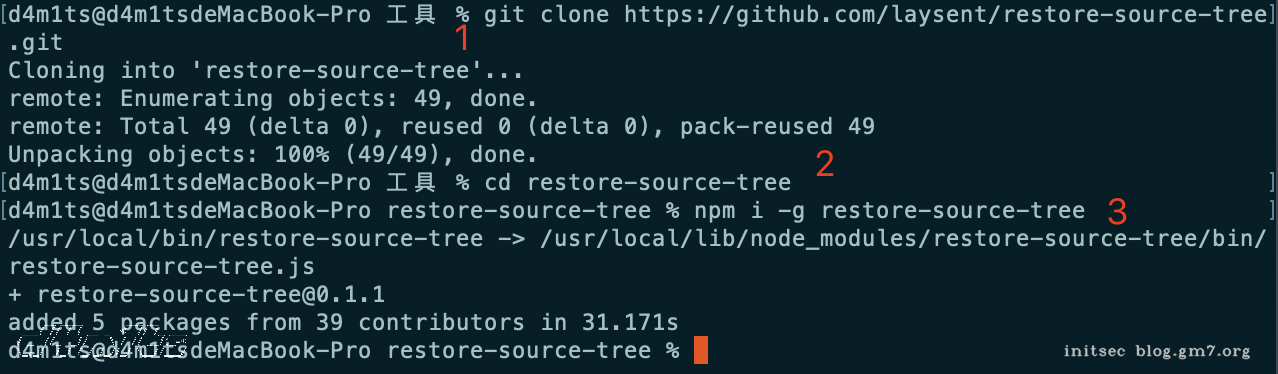 [d4m1ts@d4m1tsdeMacBook-Pro 工具 % git clone https://github.com/laysent/restore-source-tree]
.git
1
Cloning into 'restore-source-tree'...
remote: Enumerating objects: 49, done.
remote: Total 49 (delta 0), reused 0 (delta 0), pack-reused 49
Unpacking objects: 100% (49/49), done.
2
[d4m1ts@d4m1tsdeMacBook-Pro 工具 % cd restore-source-tree ]
[d4m1ts@d4m1tsdeMacBook-Pro restore-source-tree % npm i -g restore-source-tree 3 ]
/usr/local/bin/restore-source-tree -> /usr/local/lib/node_modules/restore-source-tree/bin/
restore-source-tree.js
+ restore-source-tree@0.1.1
added 5 packages from 39 contributors in 31.171s
d4m1ts@d4m1tsdeMacBook-Pro restore-source-tree %
initsec blog.gm7.org